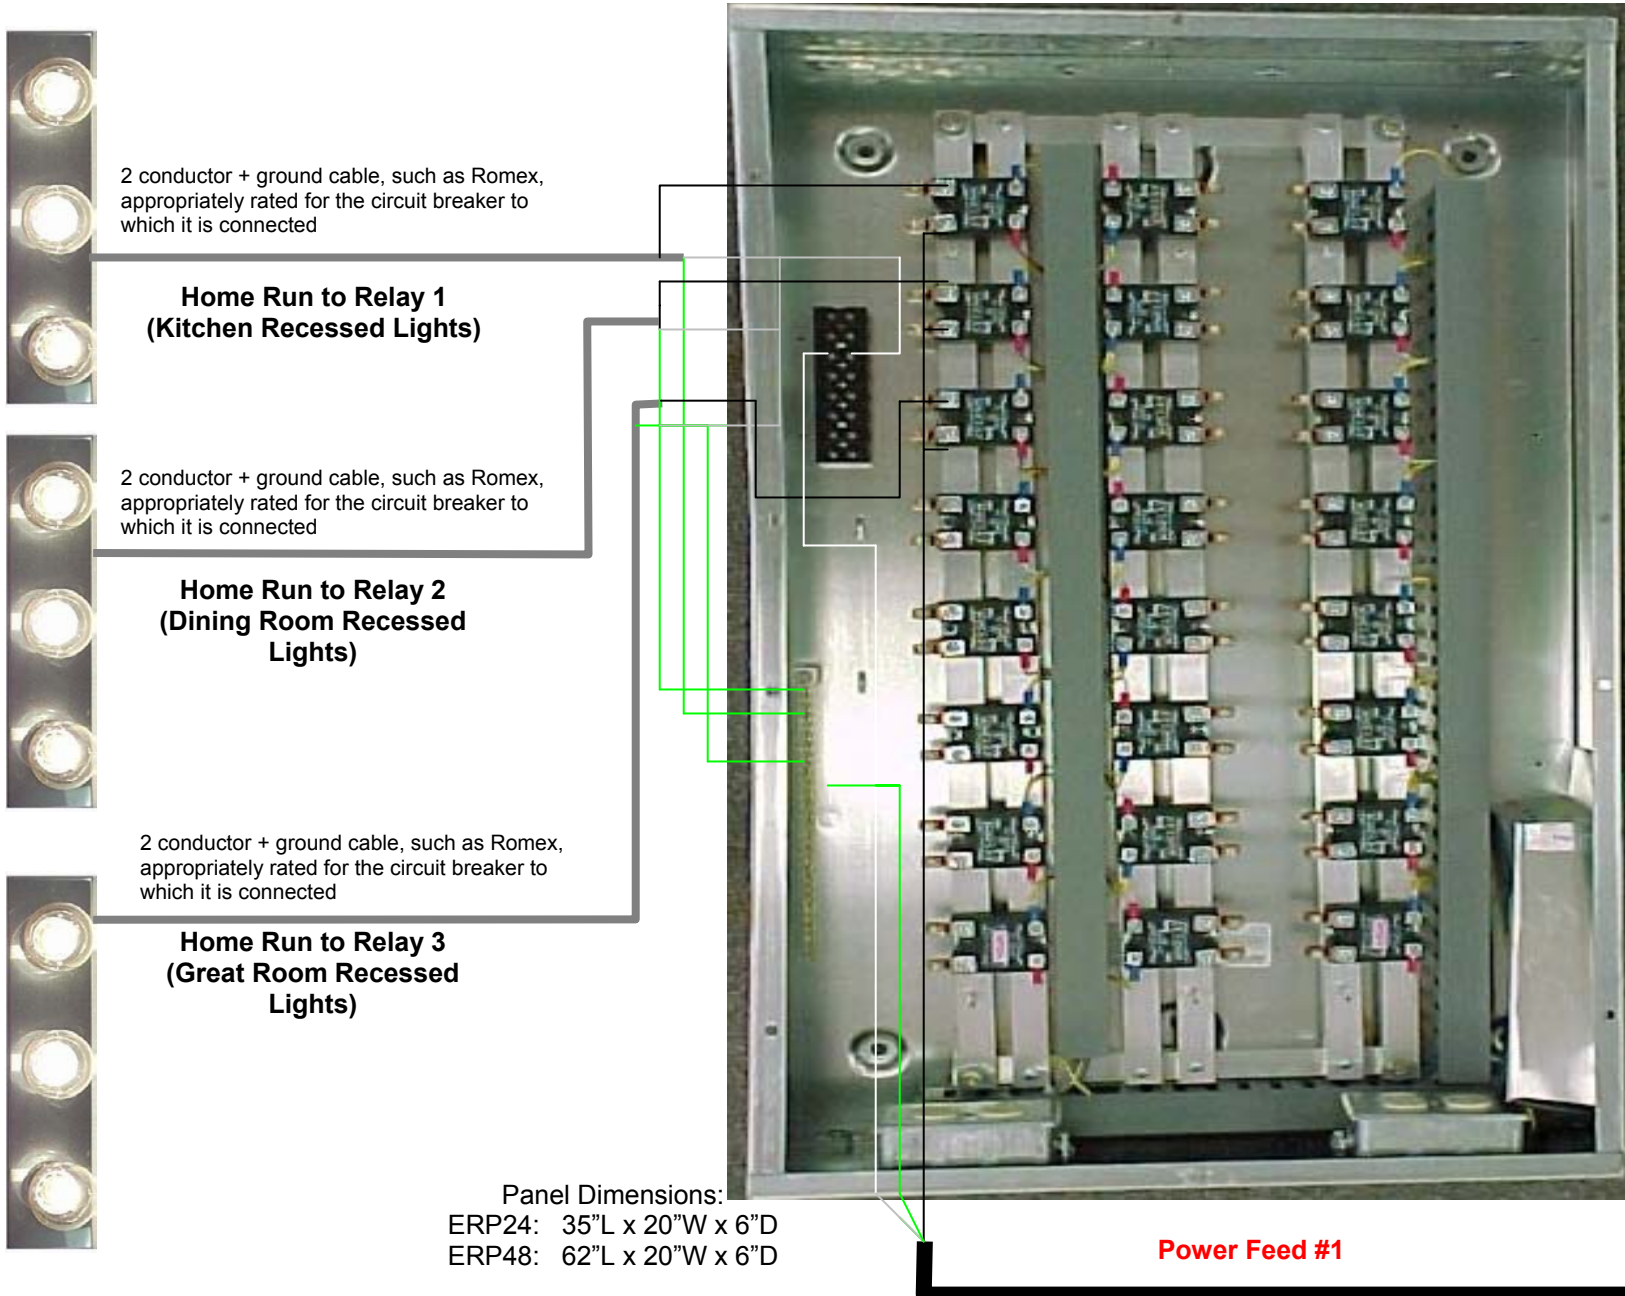 2 conductor + ground cable, such as Romex,
appropriately rated for the circuit breaker to
which it is connected
Home Run to Relay 1
(Kitchen Recessed Lights)
2 conductor + ground cable, such as Romex,
appropriately rated for the circuit breaker to
which it is connected
Home Run to Relay 2
(Dining Room Recessed
Lights)
2 conductor + ground cable, such as Romex,
appropriately rated for the circuit breaker to
which it is connected
Home Run to Relay 3
(Great Room Recessed
Lights)
Panel Dimensions:
ERP24: 35”L x 20”W x 6”D
ERP48: 62”L x 20”W x 6”D
Power Feed #1